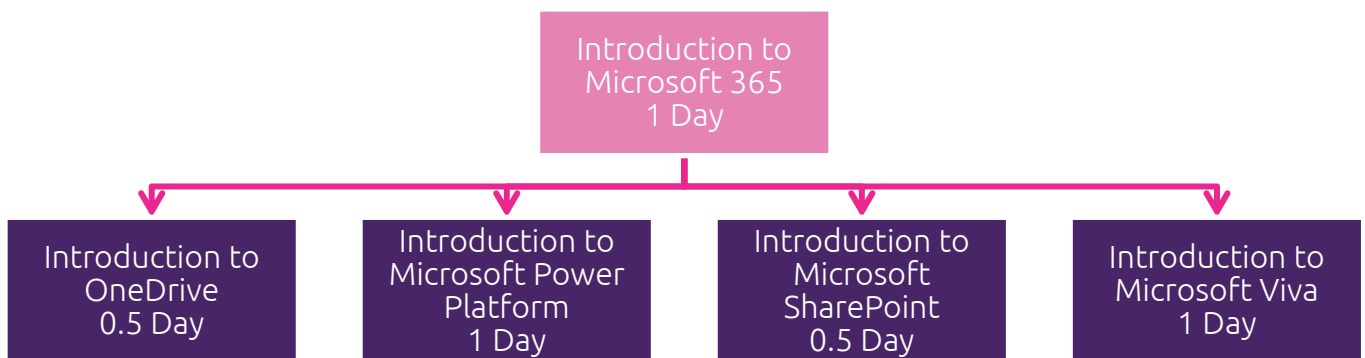 Introduction to
Microsoft 365
1 Day
Introduction to
OneDrive
0.5 Day
Introduction to
Microsoft Power
Platform
1 Day
Introduction to
Microsoft
SharePoint
0.5 Day
Introduction to
Microsoft Viva
1 Day